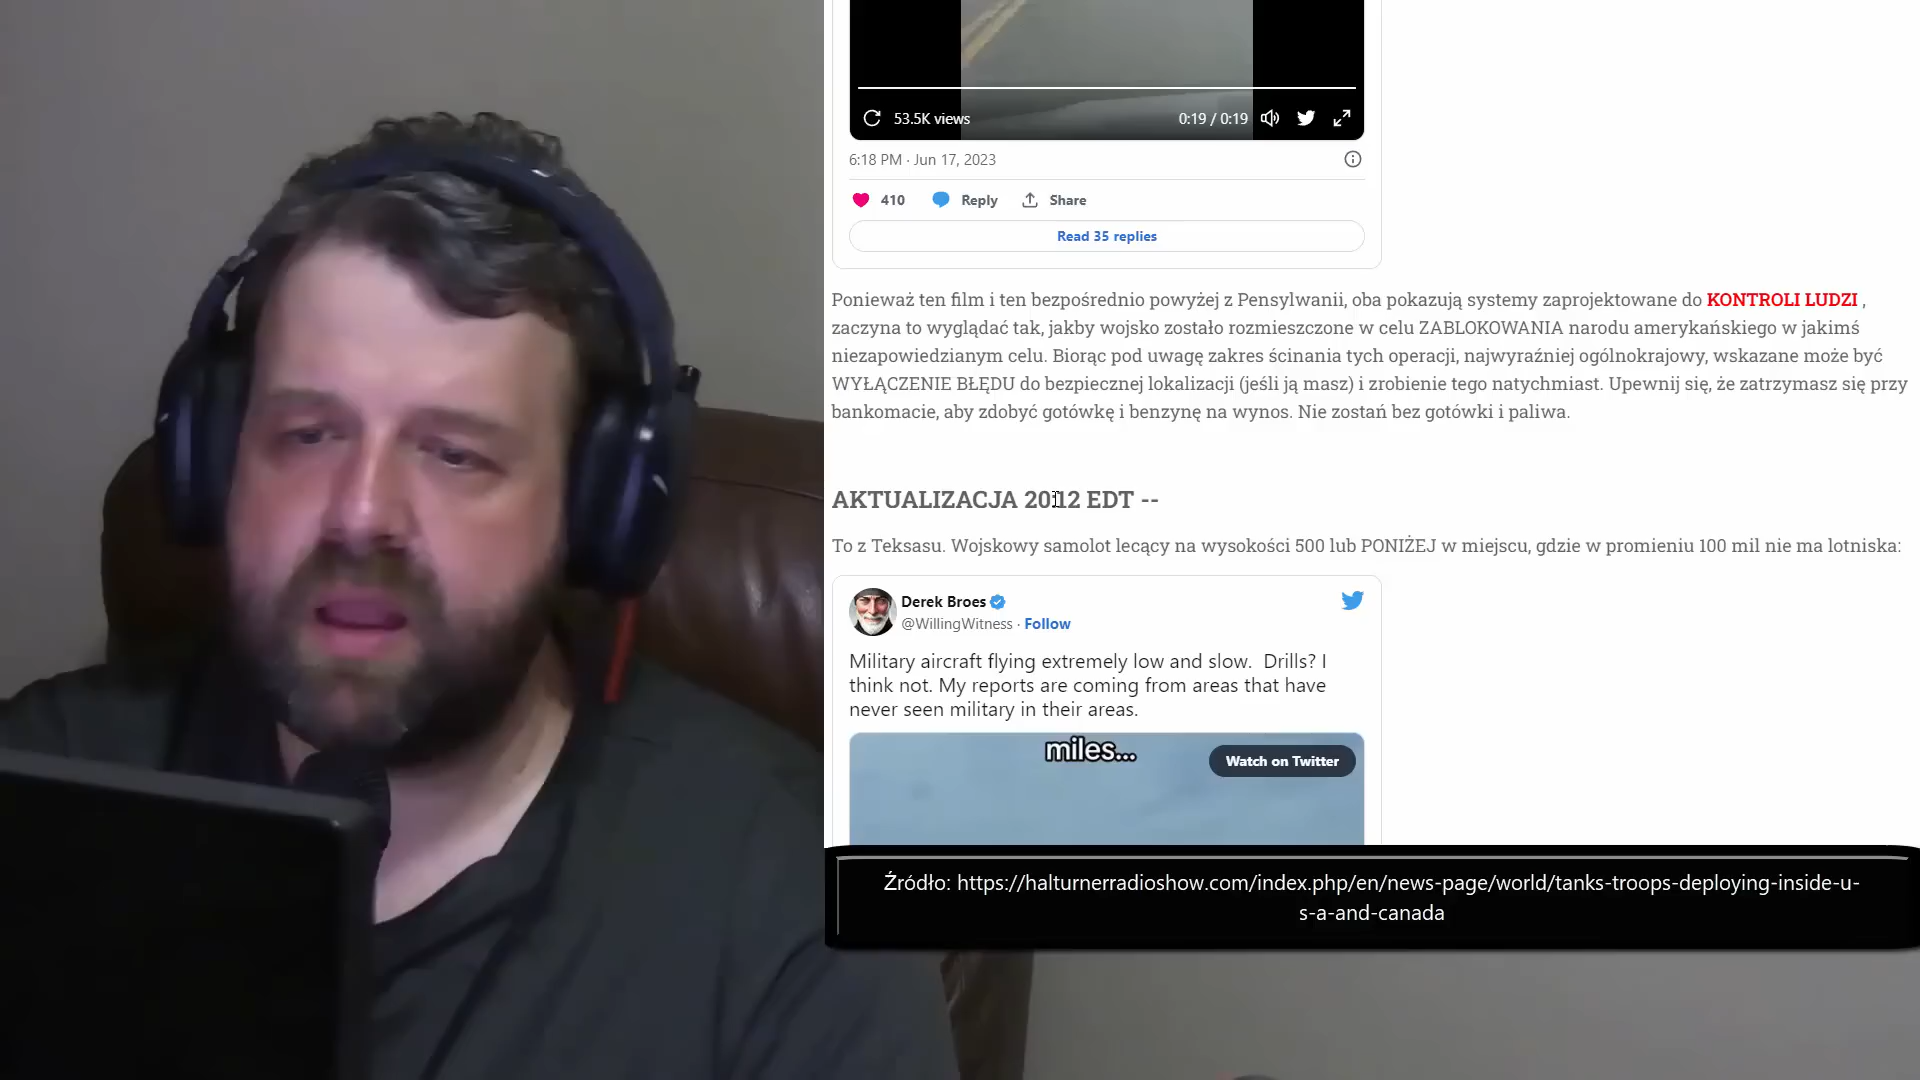 53.5K views
0:19 / 0:19
6:18 PM · Jun 17, 2023
410 Reply Share
Read 35 replies
Ponieważ ten film i ten bezpośrednio powyżej z Pensylwanii, oba pokazują systemy zaprojektowane do KONTROLI LUDZI ,
zaczyna to wyglądać tak, jakby wojsko zostało rozmieszczone w celu ZABLOKOWANIA narodu amerykańskiego w jakimś
niezapowiedzianym celu. Biorąc pod uwagę zakres ścinania tych operacji, najwyraźniej ogólnokrajowy, wskazane może być
WYŁĄCZENIE BŁĘDU do bezpiecznej lokalizacji (jeśli ją masz) i zrobienie tego natychmiast. Upewnij się, że zatrzymasz się przy
bankomacie, aby zdobyć gotówkę i benzynę na wynos. Nie zostań bez gotówki i paliwa.
AKTUALIZACJA 2012 EDT --
To z Teksasu. Wojskowy samolot lecący na wysokości 500 lub PONIŻEJ w miejscu, gdzie w promieniu 100 mil nie ma lotniska:
Derek Broes
@WillingWitness · Follow
Military aircraft flying extremely low and slow. Drills? I
think not. My reports are coming from areas that have
never seen military in their areas.
miles...
Watch on Twitter
Źródło: https://halturnerradioshow.com/index.php/en/news-page/world/tanks-troops-deploying-inside-u-
s-a-and-canada